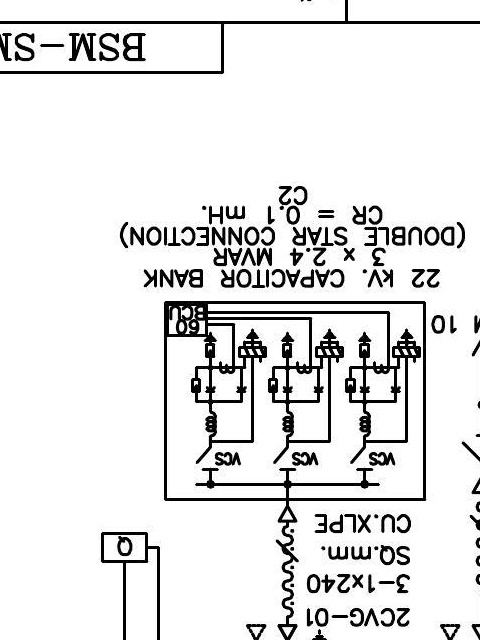 2CVG-01
3-1x240
SQ.mm.
CU.XLPE
Q
VCS
VCS
VCS
10
60
BCU
22 kV. CAPACITOR BANK
3 x 2.4 MVAR
(DOUBLE STAR CONNECTION)
CR = 0.1 mH.
C2
BSM-SM